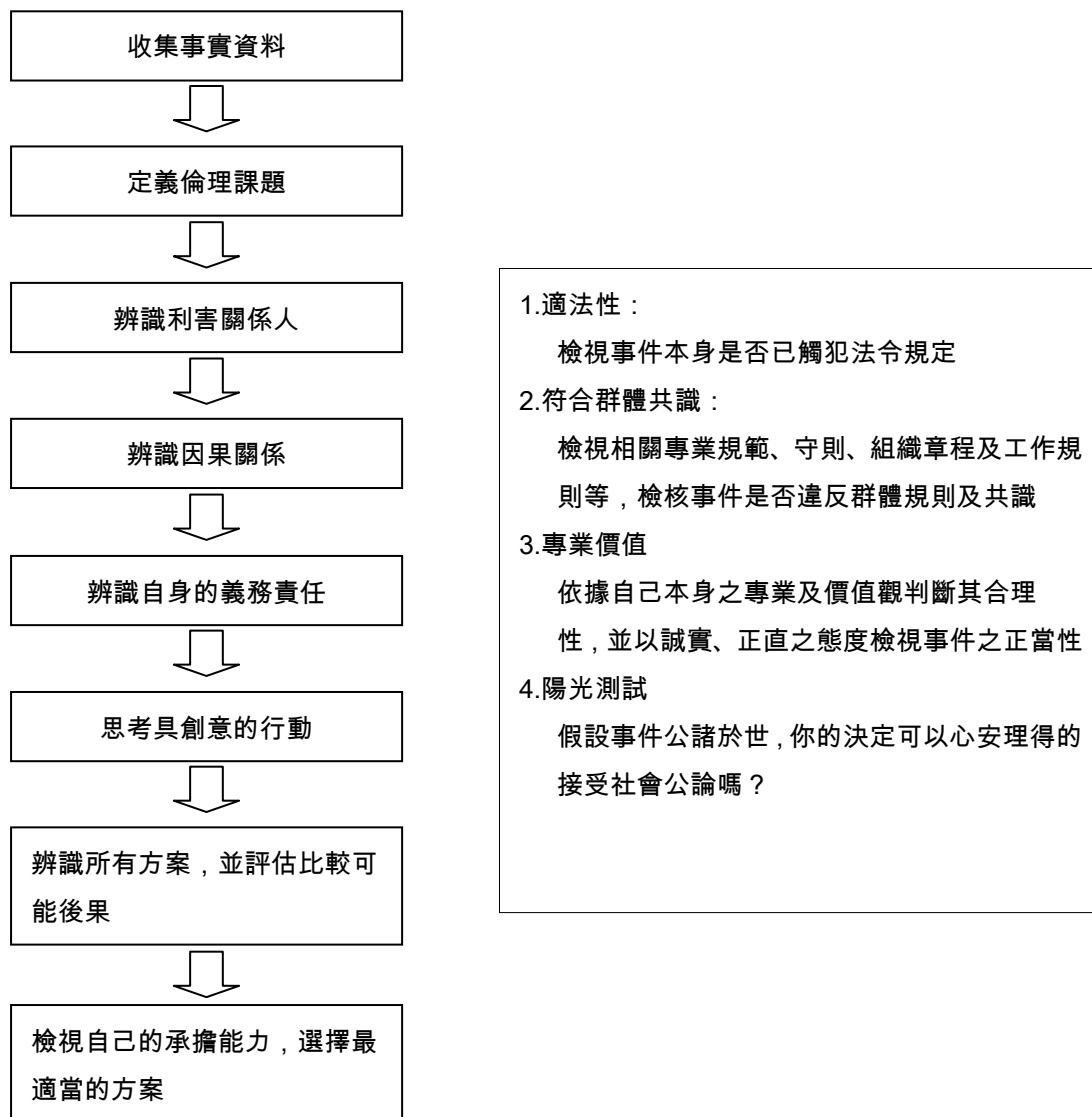 收集事實資料
定義倫理課題
辨識利害關係人
辨識因果關係
辨識自身的義務責任
思考具創意的行動
辨識所有方案，並評估比較可
能後果
檢視自己的承擔能力，選擇最
適當的方案
1.適法性：
檢視事件本身是否已觸犯法令規定
2.符合群體共識：
檢視相關專業規範、守則、組織章程及工作規
則等，檢核事件是否違反群體規則及共識
3.專業價值
依據自己本身之專業及價值觀判斷其合理
性，並以誠實、正直之態度檢視事件之正當性
4.陽光測試
假設事件公諸於世，你的決定可以心安理得的
接受社會公論嗎？